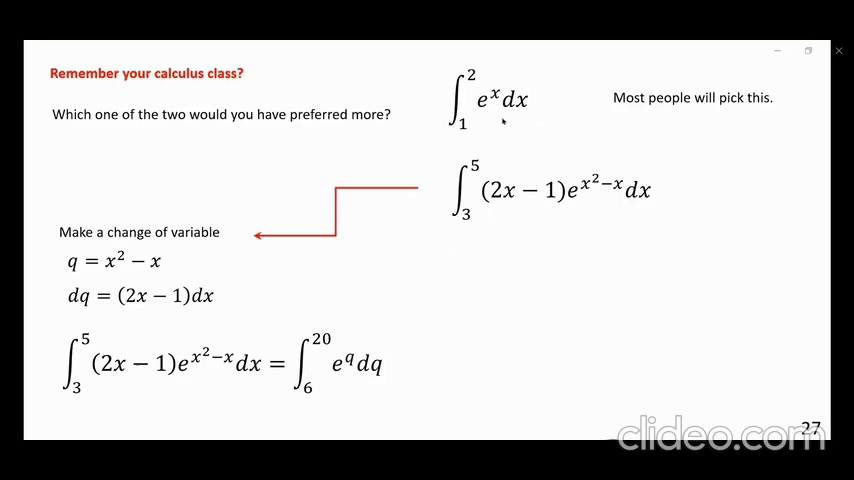 Remember your calculus class?
Which one of the two would you have preferred more?
∫₁² eˣdx
Most people will pick this.
∫₃⁵ (2x − 1)e^{x²−x}dx
Make a change of variable
q = x² − x
dq = (2x − 1)dx
∫₃⁵ (2x − 1)e^{x²−x}dx = ∫₆²⁰ e^q dq
27
clideo.com